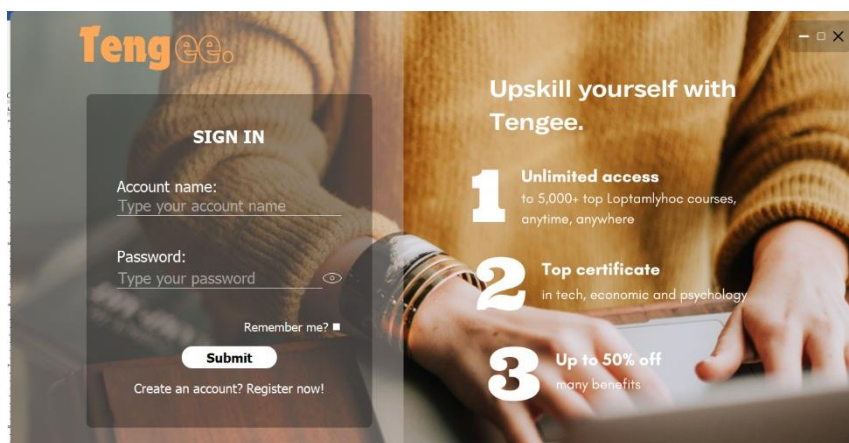 Tengee.
SIGN IN
Account name:
Type your account name
Password:
Type your password
Remember me?
Submit
Create an account? Register now!
Upskill yourself with
Tengee.
1
Unlimited access
to 5,000+ top Loptamlyhoc courses,
anytime, anywhere
2
Top certificate
in tech, economic and psychology
3
Up to 50% off
many benefits